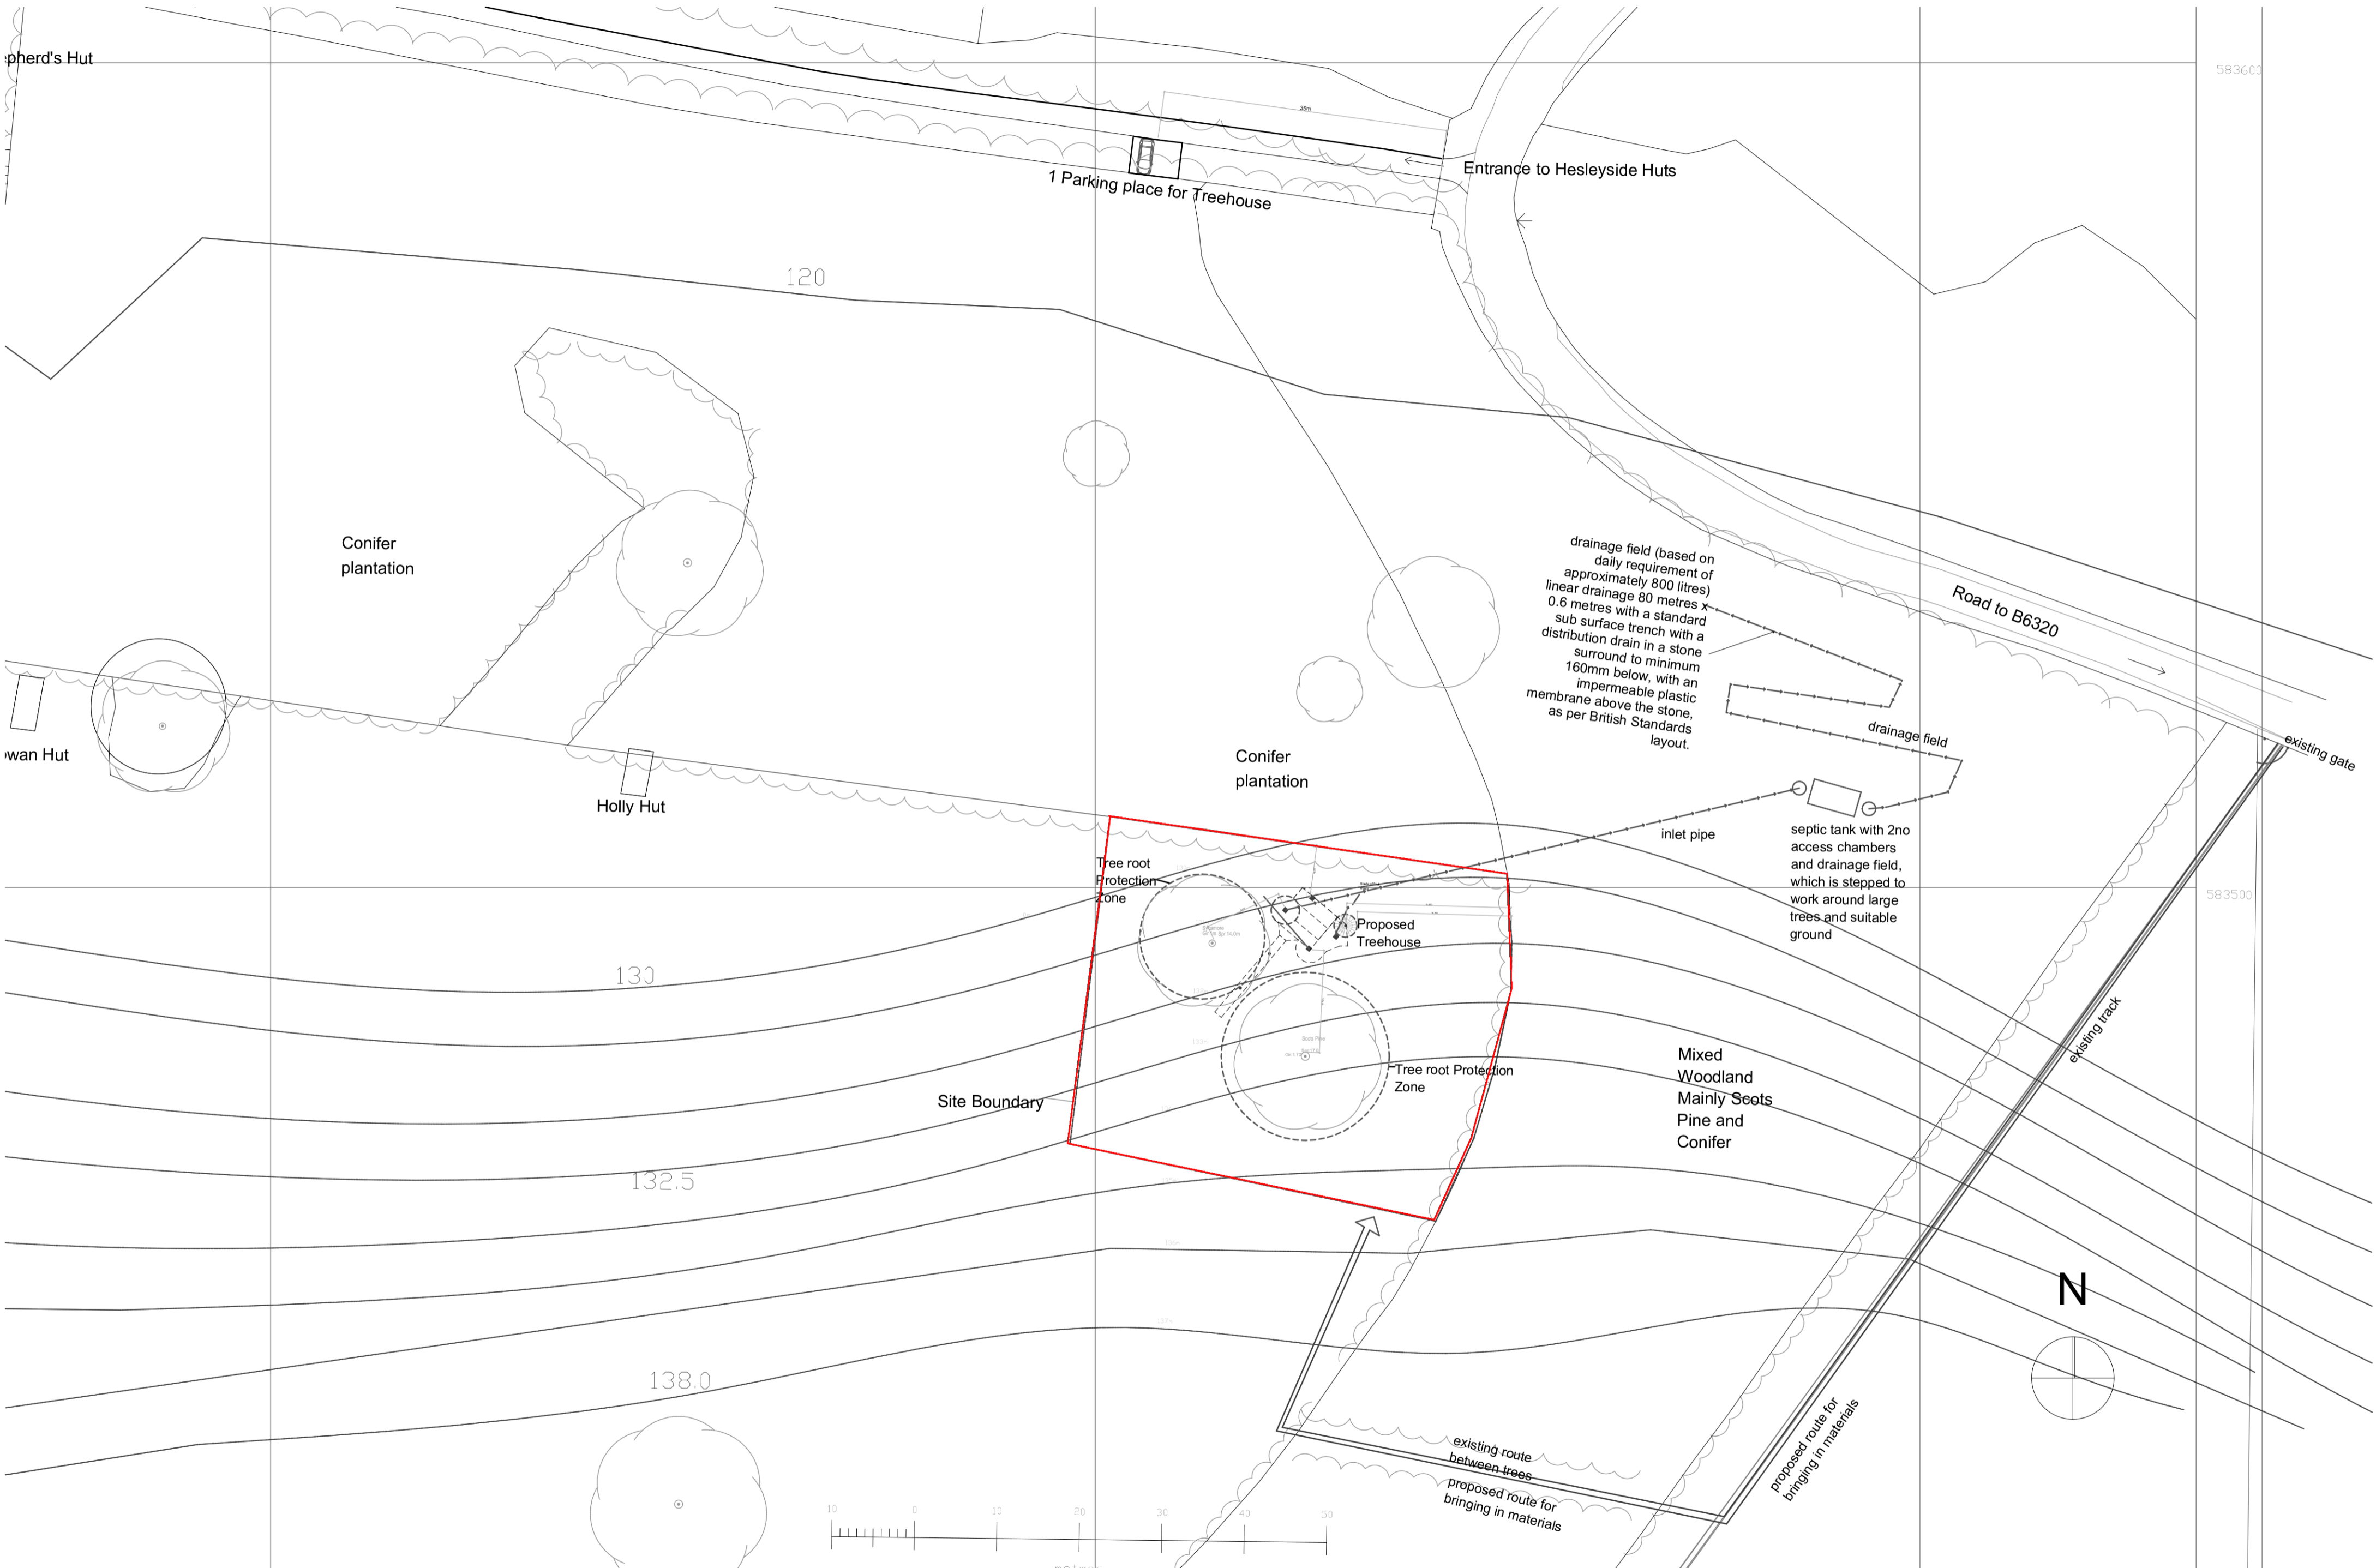 583600
epherd's Hut
35m
Entrance to Hesleyside Huts
1 Parking place for Treehouse
120
Conifer
plantation
drainage field (based on
daily requirement of
approximately 800 litres)
linear drainage 80 metres x
0.6 metres with a standard
sub surface trench with a
distribution drain in a stone
surround to minimum
160mm below, with an
impermeable plastic
membrane above the stone,
as per British Standards
layout.
Road to B6320
drainage field
existing gate
owan Hut
Holly Hut
Conifer
plantation
inlet pipe
septic tank with 2no
access chambers
and drainage field,
which is stepped to
work around large
trees and suitable
ground
Tree root
Protection
Zone
583500
Proposed
Treehouse
130
Scots Pine
Tree root Protection
Zone
Site Boundary
Mixed
Woodland
Mainly Scots
Pine and
Conifer
existing track
132.5
N
138.0
existing route
between trees
proposed route for
bringing in materials
proposed route for
bringing in materials
10 0 10 20 30 40 50